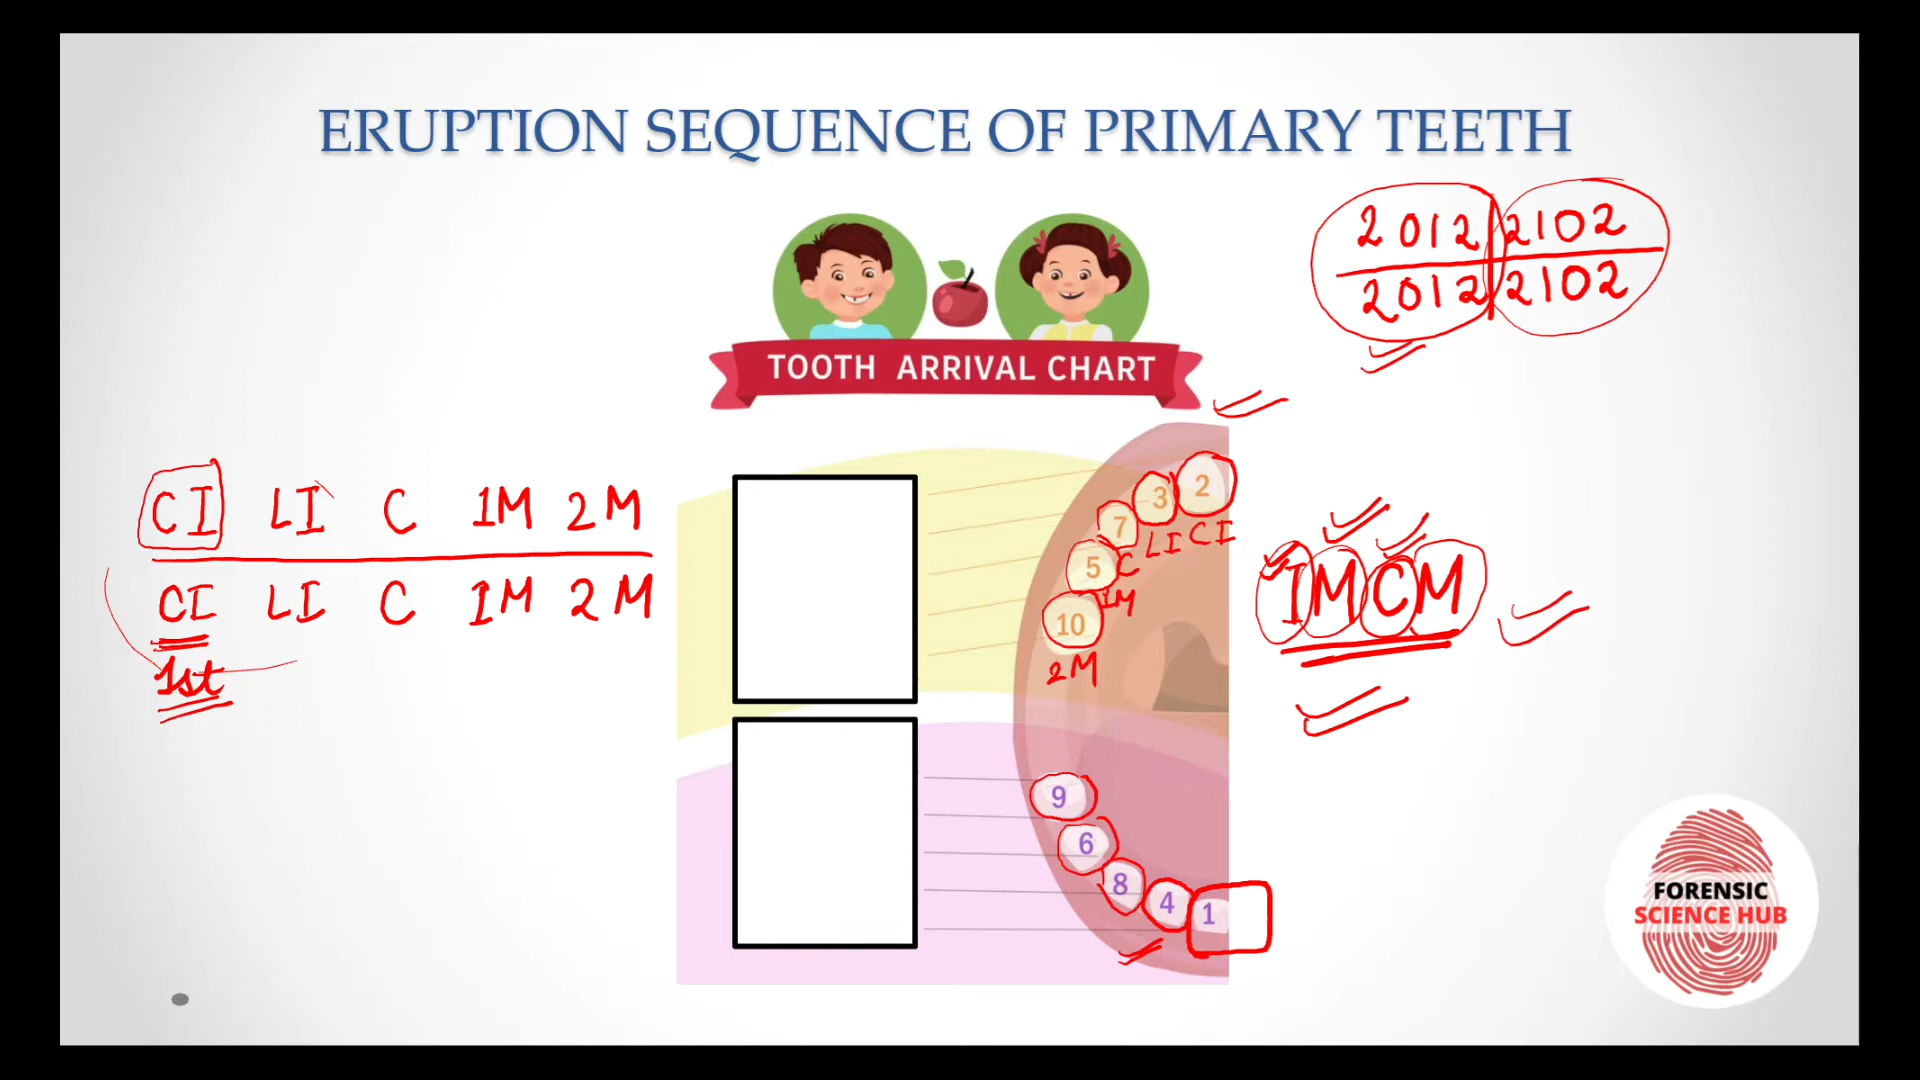 ERUPTION SEQUENCE OF PRIMARY TEETH
2012 2102
2012 2102
TOOTH ARRIVAL CHART
CI LI C 1M 2M
CI LI C 1M 2M
1st
2
3
7
5
10
CI
LI
C
1M
2M
IMCM
9
6
8
4
1
FORENSIC
SCIENCE HUB